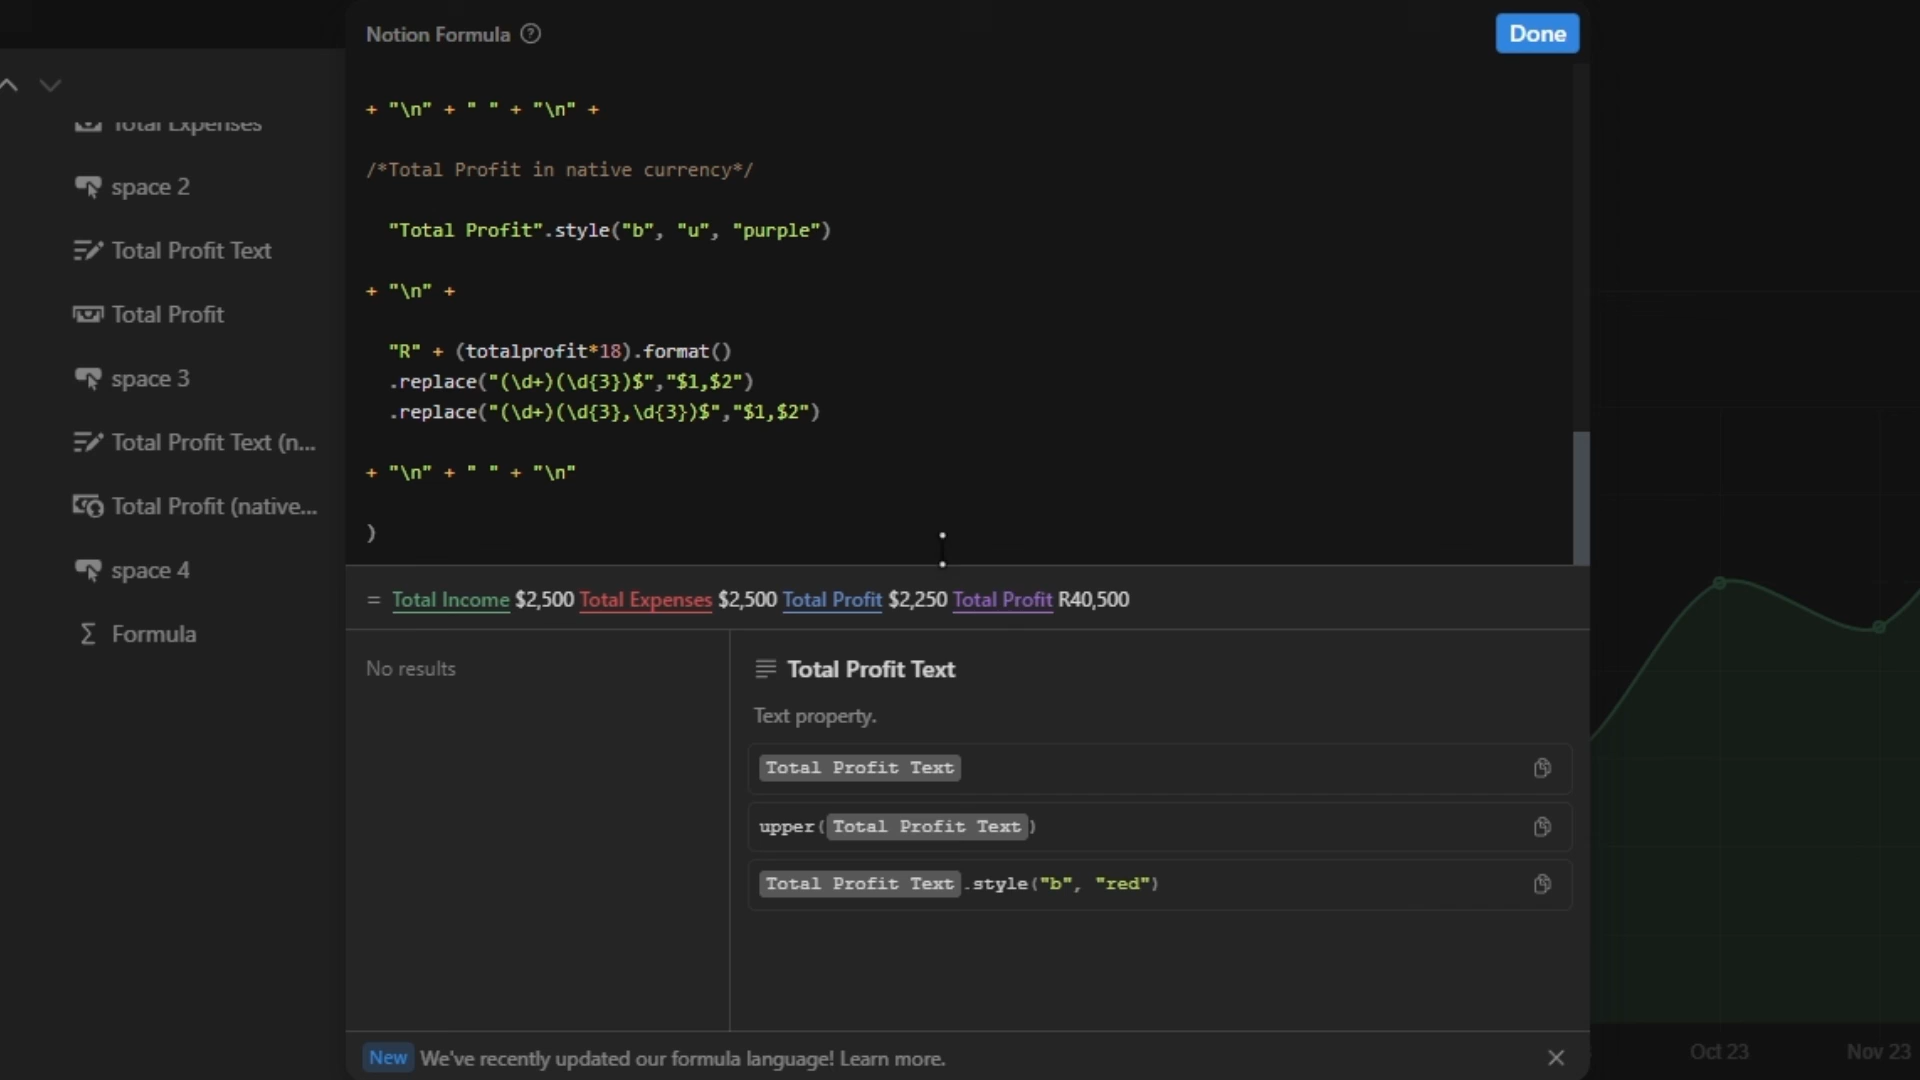 Notion Formula
Done
Total Expenses
space 2
Total Profit Text
Total Profit
space 3
Total Profit Text (n...
Total Profit (native...
space 4
Σ Formula
+ "\n" + " " + "\n" +
/*Total Profit in native currency*/
"Total Profit".style("b", "u", "purple")
+ "\n" +
"R" + (totalprofit*18).format()
.replace("(\d+)(\d{3})$","$1,$2")
.replace("(\d+)(\d{3},\d{3})$","$1,$2")
+ "\n" + " " + "\n"
)
= Total Income $2,500 Total Expenses $2,500 Total Profit $2,250 Total Profit R40,500
No results
Total Profit Text
Text property.
Total Profit Text
upper(Total Profit Text)
Total Profit Text.style("b", "red")
New We've recently updated our formula language! Learn more.
Oct 23
Nov 23